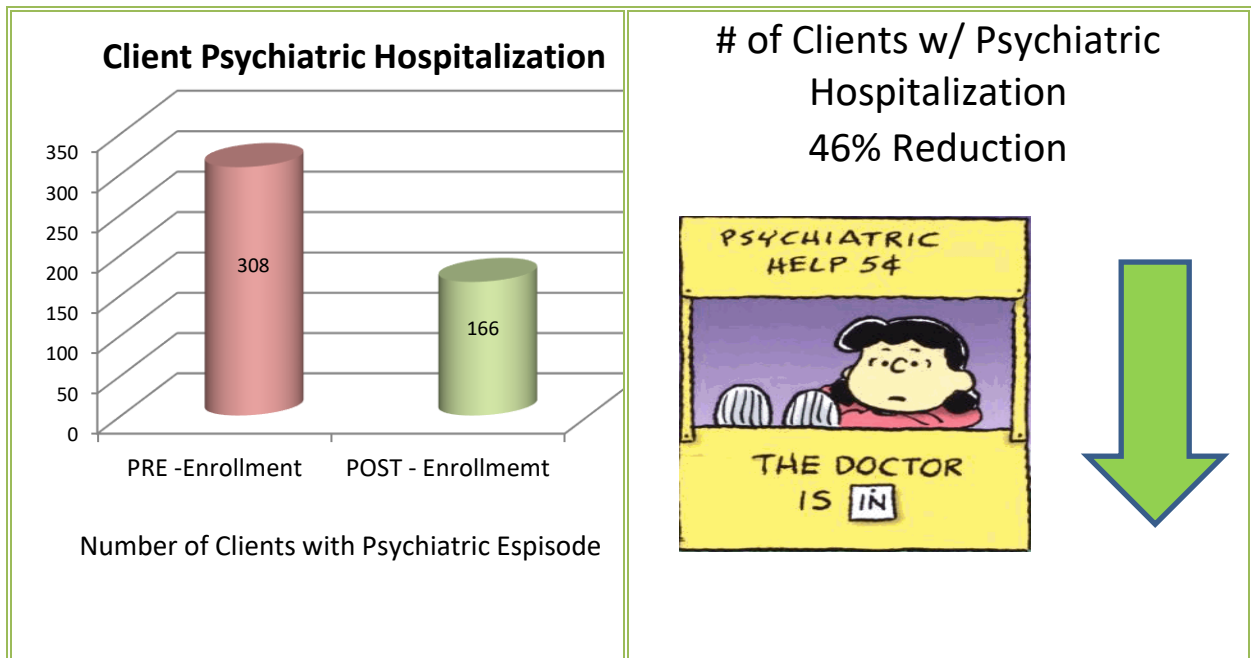 Client Psychiatric Hospitalization
350
300
250
200
150
100
50
0
308
166
PRE -Enrollment
POST - Enrollmemt
Number of Clients with Psychiatric Espisode
# of Clients w/ Psychiatric
Hospitalization
46% Reduction
PSYCHIATRIC
HELP 5¢
THE DOCTOR
IS IN